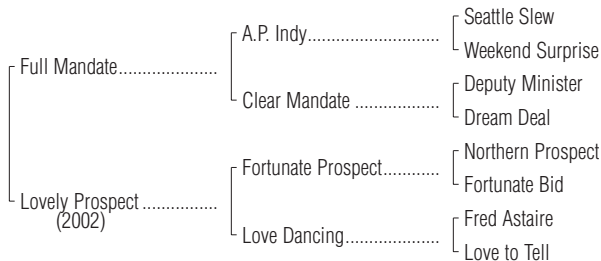 Seattle Slew
A.P. Indy..............................
Weekend Surprise
Full Mandate.......................
Deputy Minister
Clear Mandate ...................
Dream Deal
Northern Prospect
Fortunate Prospect............
Fortunate Bid
Lovely Prospect .................
(2002)
Fred Astaire
Love Dancing.....................
Love to Tell